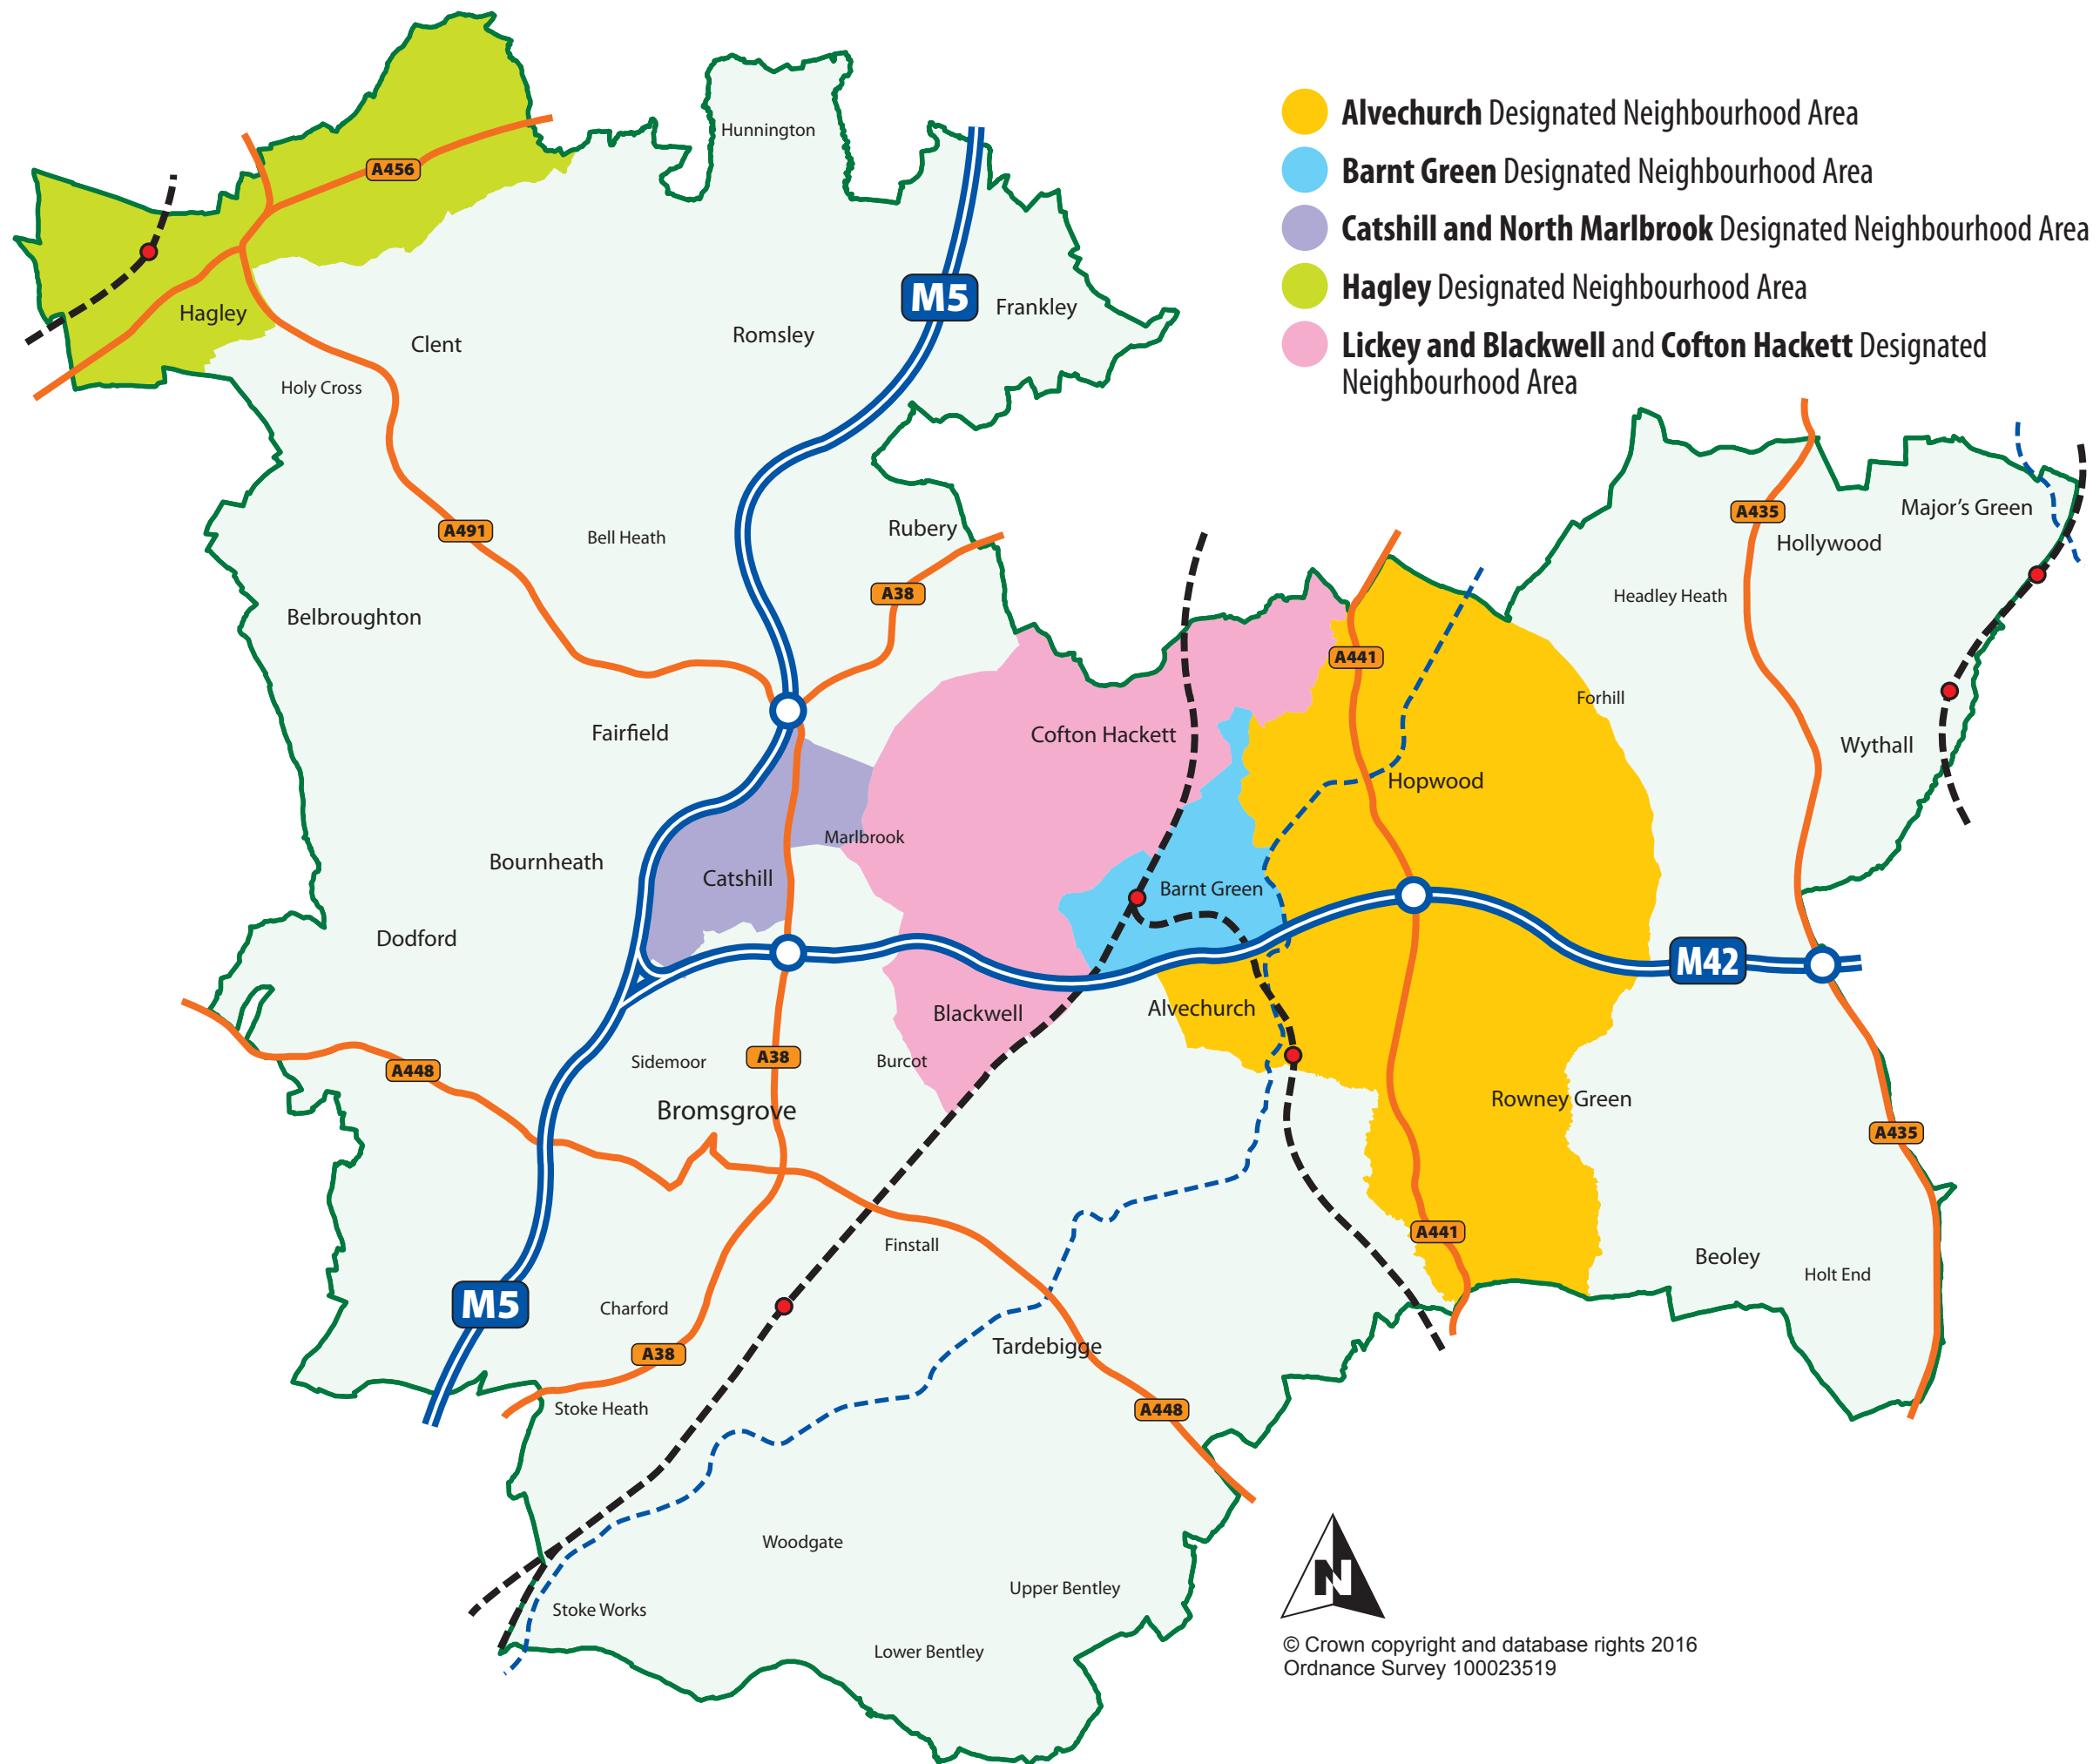 Alvechurch Designated Neighbourhood Area
Barnt Green Designated Neighbourhood Area
Catshill and North Marlbrook Designated Neighbourhood Area
Hagley Designated Neighbourhood Area
Lickey and Blackwell and Cofton Hackett Designated
Neighbourhood Area
Hunnington
A456
M5
Frankley
Hagley
Romsley
Clent
Holy Cross
Major's Green
A435
A491
Rubery
Bell Heath
Hollywood
A38
Headley Heath
Belbroughton
A441
Forhill
Fairfield
Cofton Hackett
Wythall
Hopwood
Marlbrook
Bournheath
Catshill
Barnt Green
Dodford
M42
Alvechurch
Blackwell
A38
Sidemoor
Burcot
A448
Rowney Green
Bromsgrove
A435
A441
Finstall
Beoley
Holt End
M5
Charford
Tardebigge
A38
Stoke Heath
A448
Woodgate
N
Upper Bentley
Stoke Works
Lower Bentley
© Crown copyright and database rights 2016
Ordnance Survey 100023519